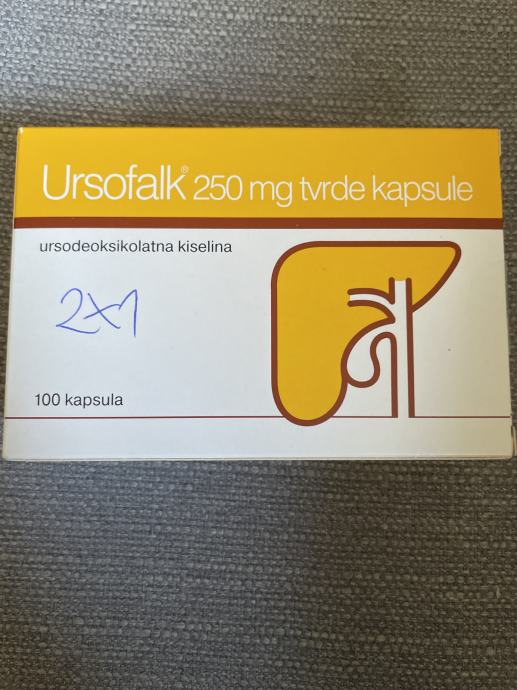 Ursofalk® 250 mg tvrde kapsule
ursodeoksikolatna kiselina
2x1
100 kapsula